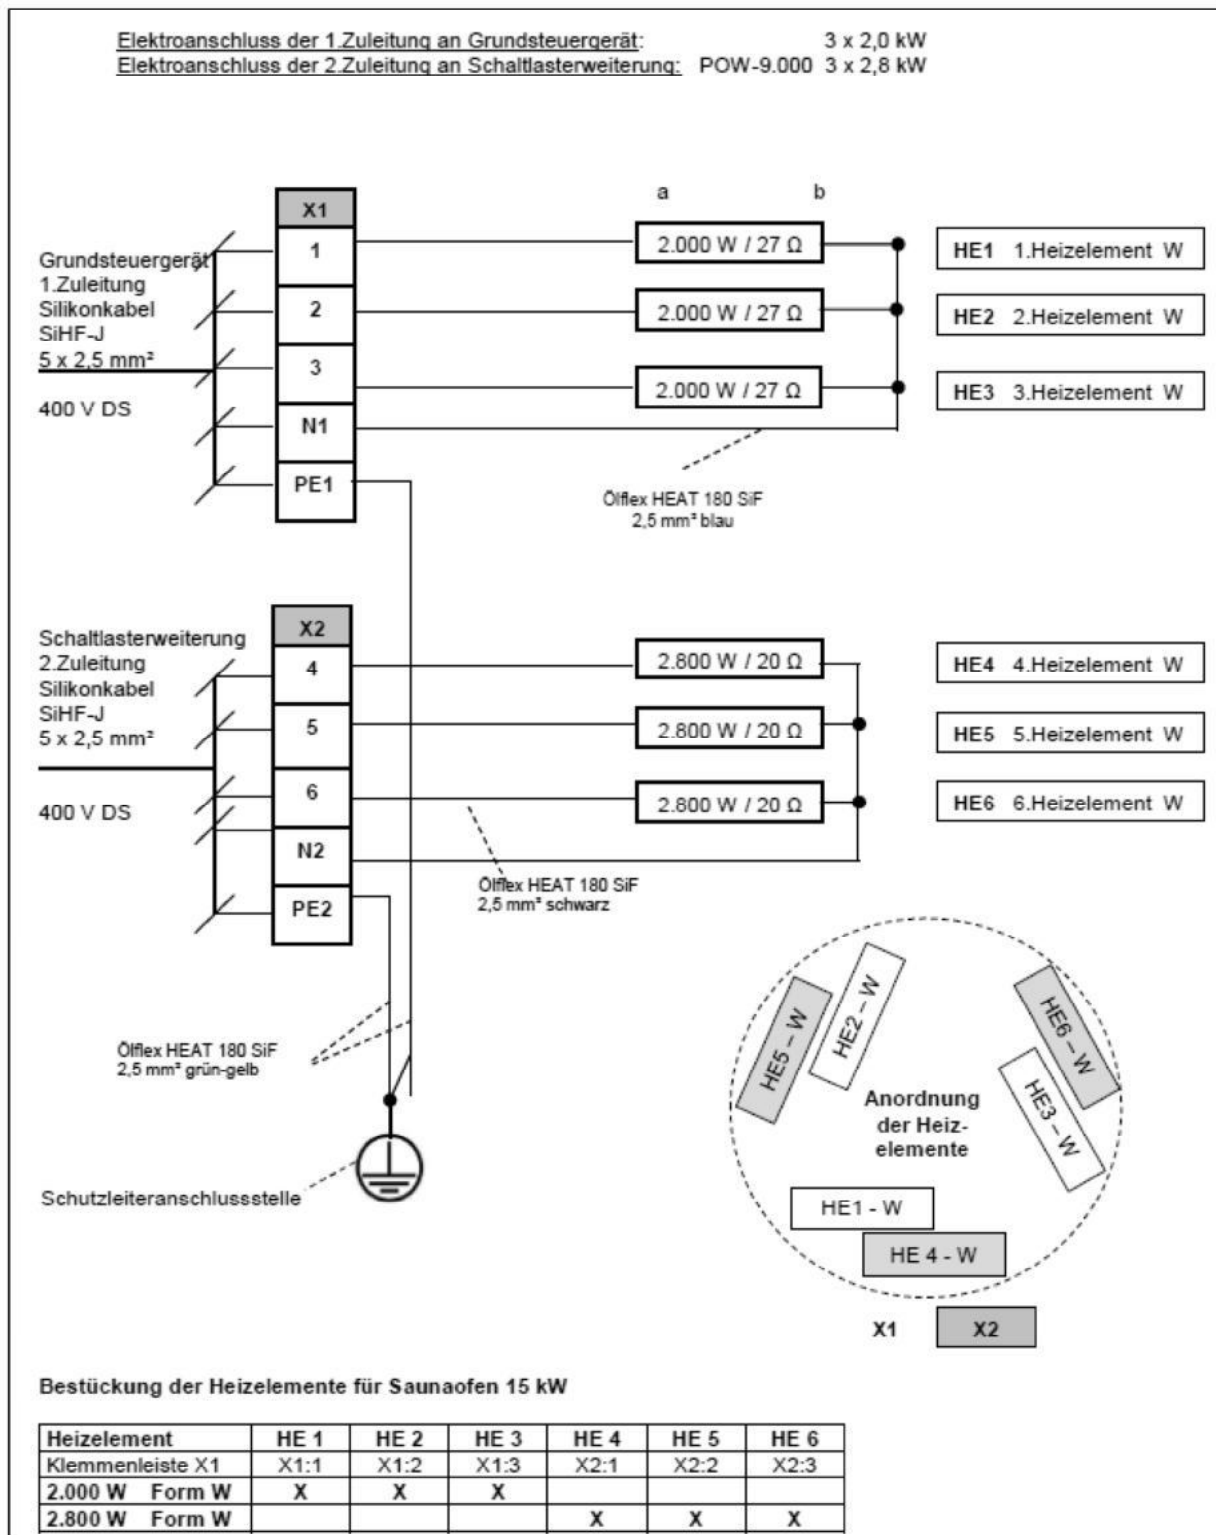 Elektroanschluss der 1.Zuleitung an Grundsteuergerät: 3 x 2,0 kW
Elektroanschluss der 2.Zuleitung an Schaltlasterweiterung: POW-9.000 3 x 2,8 kW
a b
X1
1
2
3
N1
PE1
Grundsteuergerät
1.Zuleitung
Silikonkabel
SiHF-J
5 x 2,5 mm²
400 V DS
2.000 W / 27 Ω
2.000 W / 27 Ω
2.000 W / 27 Ω
HE1 1.Heizelement W
HE2 2.Heizelement W
HE3 3.Heizelement W
Ölflex HEAT 180 SiF
2,5 mm² blau
X2
4
5
6
N2
PE2
Schaltlasterweiterung
2.Zuleitung
Silikonkabel
SiHF-J
5 x 2,5 mm²
400 V DS
2.800 W / 20 Ω
2.800 W / 20 Ω
2.800 W / 20 Ω
HE4 4.Heizelement W
HE5 5.Heizelement W
HE6 6.Heizelement W
Ölflex HEAT 180 SiF
2,5 mm² schwarz
Ölflex HEAT 180 SiF
2,5 mm² grün-gelb
Schutzleiteranschlussstelle
HE5 – W
HE2 – W
HE6 – W
HE3 – W
Anordnung
der Heiz-
elemente
HE1 - W
HE 4 - W
X1 X2
Bestückung der Heizelemente für Saunaofen 15 kW
Heizelement HE 1 HE 2 HE 3 HE 4 HE 5 HE 6
Klemmenleiste X1 X1:1 X1:2 X1:3 X2:1 X2:2 X2:3
2.000 W Form W X X X
2.800 W Form W X X X